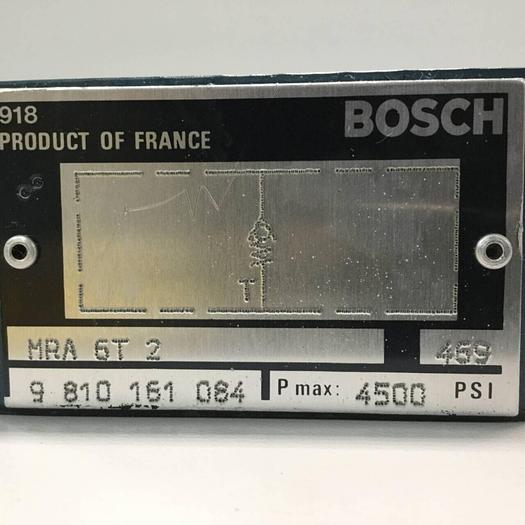 918
BOSCH
PRODUCT OF FRANCE
T
MRA 6T 2 469
9 810 161 084 P max: 4500 PSI